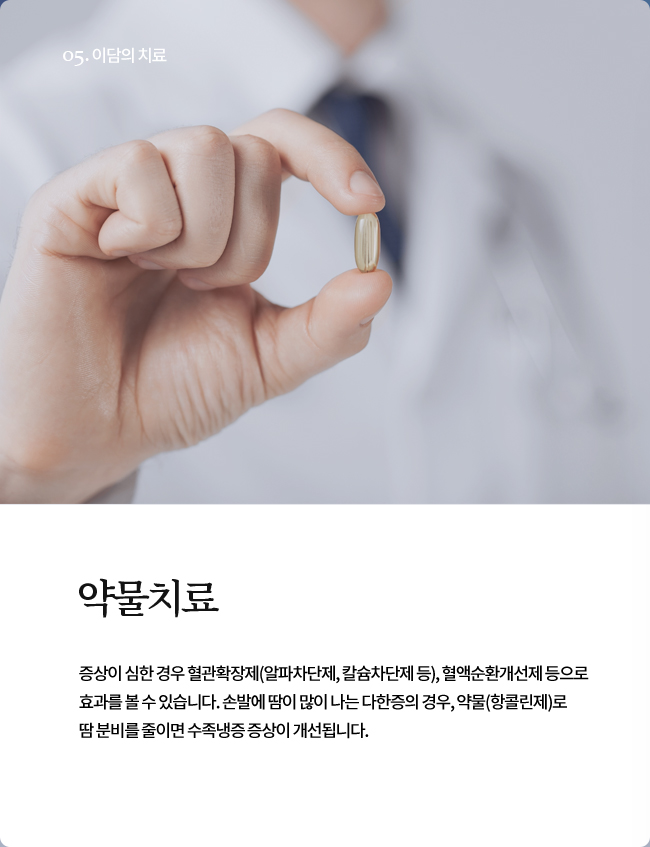 05. 이담의 치료
약물치료
증상이 심한 경우 혈관확장제(알파차단제, 칼슘차단제 등), 혈액순환개선제 등으로
효과를 볼 수 있습니다. 손발에 땀이 많이 나는 다한증의 경우, 약물(항콜린제)로
땀 분비를 줄이면 수족냉증 증상이 개선됩니다.